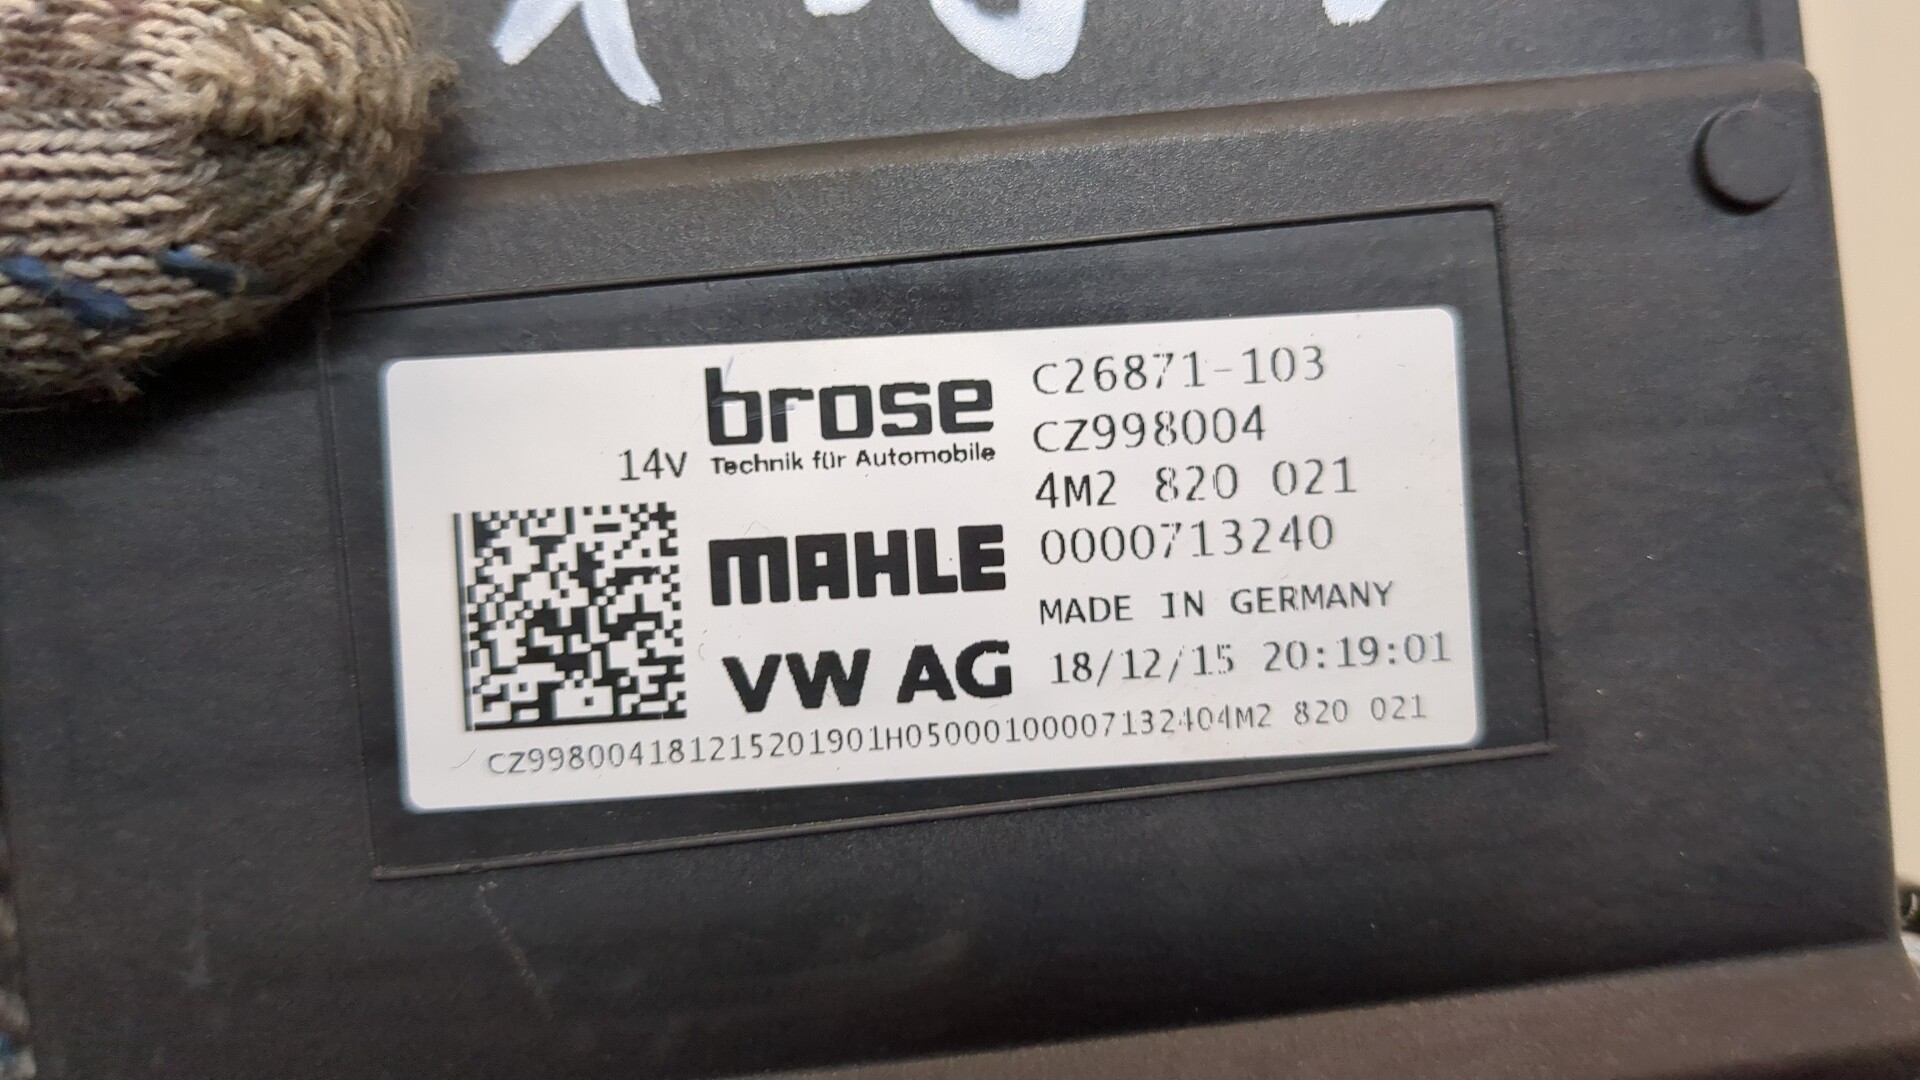 brose
Technik für Automobile
14V
MAHLE
VW AG
C26871-103
CZ998004
4M2 820 021
0000713240
MADE IN GERMANY
18/12/15 20:19:01
CZ998004181215201901H05000100007132404M2 820 021